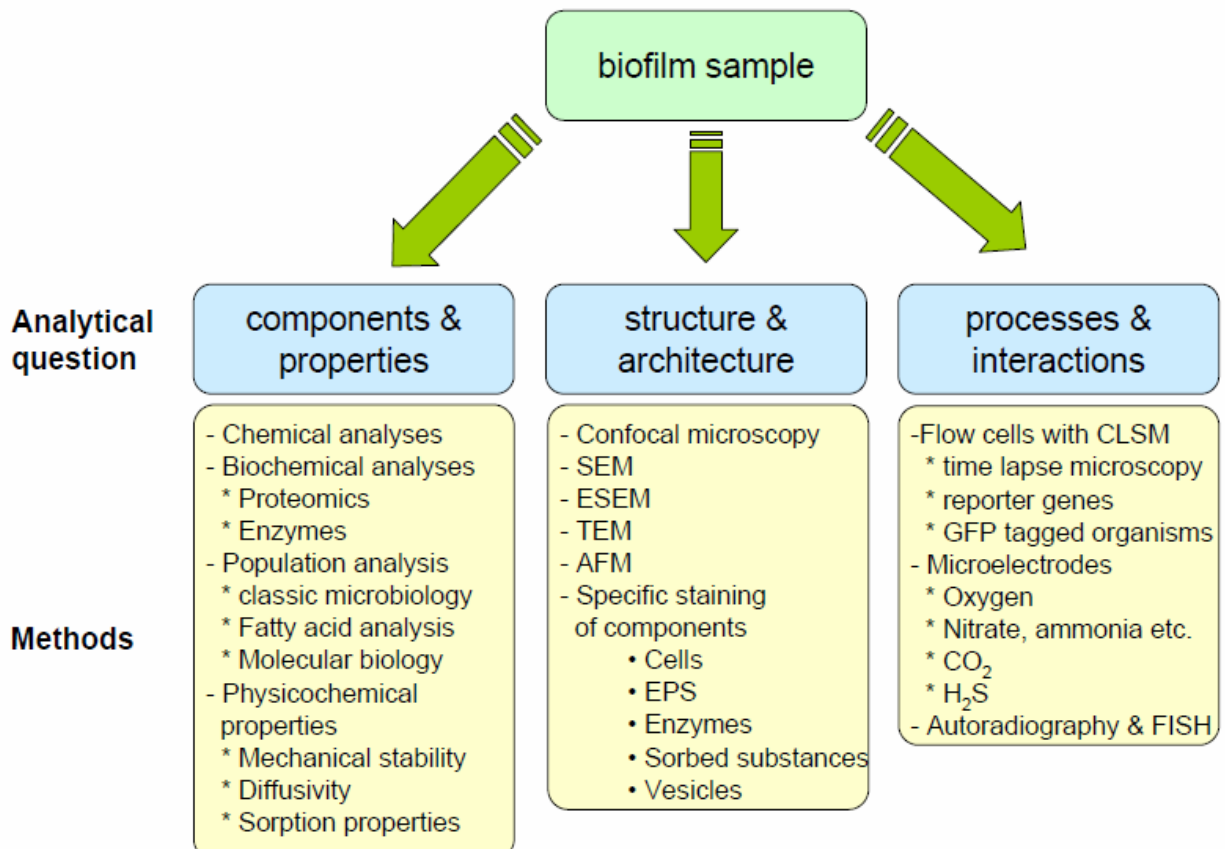 biofilm sample
Analytical
question
components &
properties
structure &
architecture
processes &
interactions
Methods
- Chemical analyses
- Biochemical analyses
* Proteomics
* Enzymes
- Population analysis
* classic microbiology
* Fatty acid analysis
* Molecular biology
- Physicochemical
properties
* Mechanical stability
* Diffusivity
* Sorption properties
- Confocal microscopy
- SEM
- ESEM
- TEM
- AFM
- Specific staining
of components
• Cells
• EPS
• Enzymes
• Sorbed substances
• Vesicles
-Flow cells with CLSM
* time lapse microscopy
* reporter genes
* GFP tagged organisms
- Microelectrodes
* Oxygen
* Nitrate, ammonia etc.
* CO₂
* H₂S
- Autoradiography & FISH